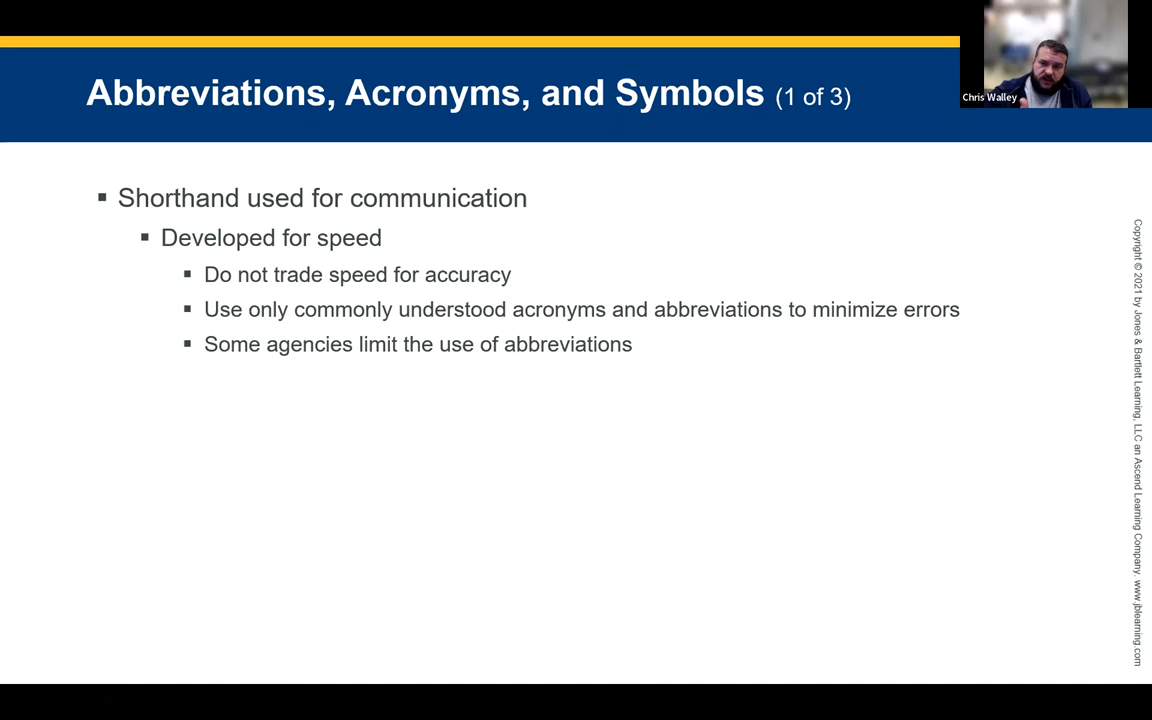 Abbreviations, Acronyms, and Symbols (1 of 3)
Chris Walley
▪ Shorthand used for communication
▪ Developed for speed
▪ Do not trade speed for accuracy
▪ Use only commonly understood acronyms and abbreviations to minimize errors
▪ Some agencies limit the use of abbreviations
Copyright © 2021 by Jones & Bartlett Learning, LLC an Ascend Learning Company. www.jblearning.com